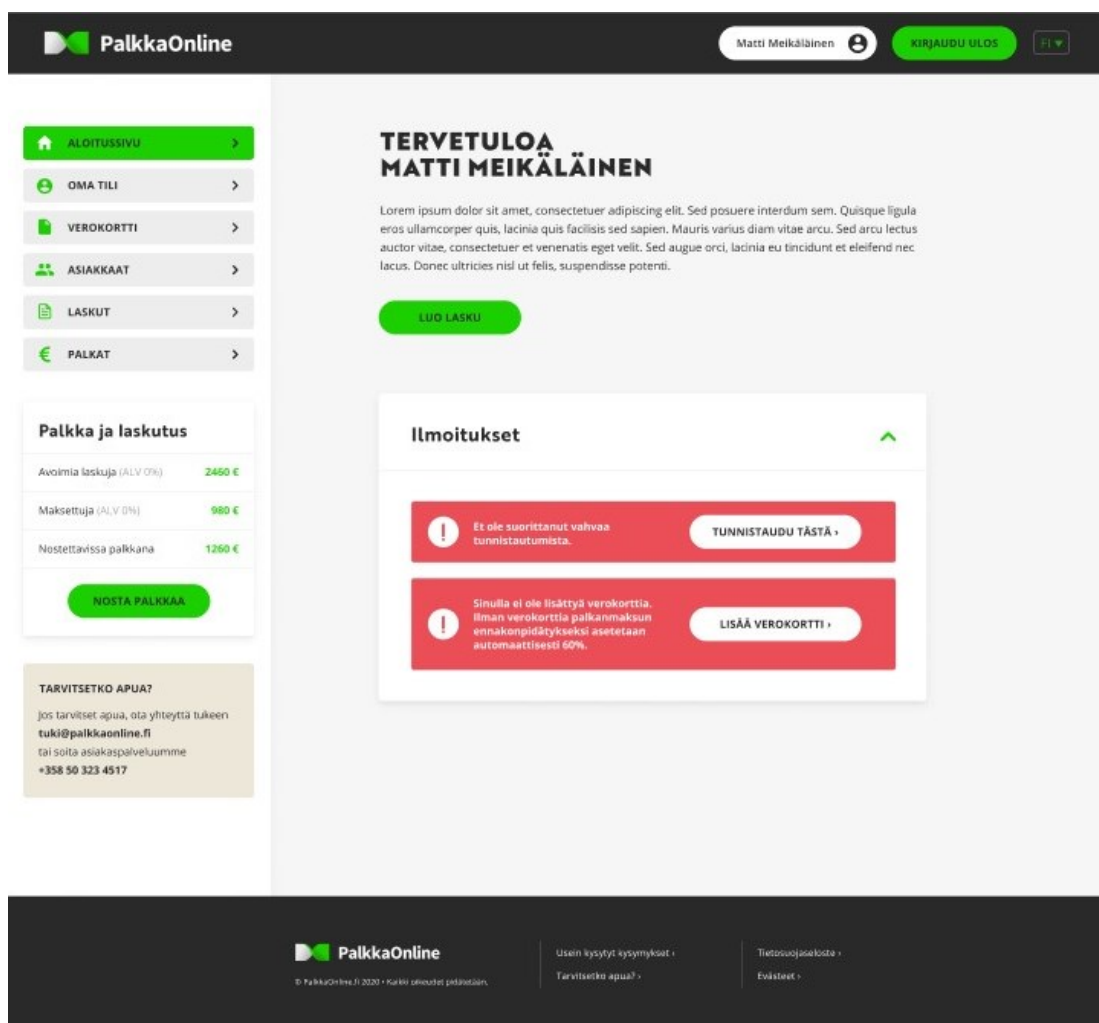 PalkkaOnline
Matti Meikäläinen
KIRJAUDU ULOS
FI
ALOITUSSIVU
OMA TILI
VEROKORTTI
ASIAKKAAT
LASKUT
PALKAT
Palkka ja laskutus
Avoimia laskuja (ALV 0%) 2460 €
Maksettuja (ALV 0%) 980 €
Nostettavissa palkkana 1260 €
NOSTA PALKKAA
TARVITSETKO APUA?
Jos tarvitset apua, ota yhteyttä tukeen
tuki@palkkaonline.fi
tai soita asiakaspalveluumme
+358 50 323 4517
TERVETULOA
MATTI MEIKÄLÄINEN
Lorem ipsum dolor sit amet, consectetuer adipiscing elit. Sed posuere interdum sem. Quisque ligula
eros ullamcorper quis, lacinia quis facilisis sed sapien. Mauris varius diam vitae arcu. Sed arcu lectus
auctor vitae, consectetuer et venenatis eget velit. Sed augue orci, lacinia eu tincidunt et eleifend nec
lacus. Donec ultricies nisl ut felis, suspendisse potenti.
LUO LASKU
Ilmoitukset
Et ole suorittanut vahvaa
tunnistautumista.
TUNNISTAUDU TÄSTÄ ›
Sinulla ei ole lisättyä verokorttia.
Ilman verokorttia palkanmaksun
ennakonpidätykseksi asetetaan
automaattisesti 60%.
LISÄÄ VEROKORTTI ›
PalkkaOnline
© PalkkaOnline.fi 2020 • Kaikki oikeudet pidätetään.
Usein kysytyt kysymykset ›
Tarvitsetko apua? ›
Tietosuojaseloste ›
Evästeet ›